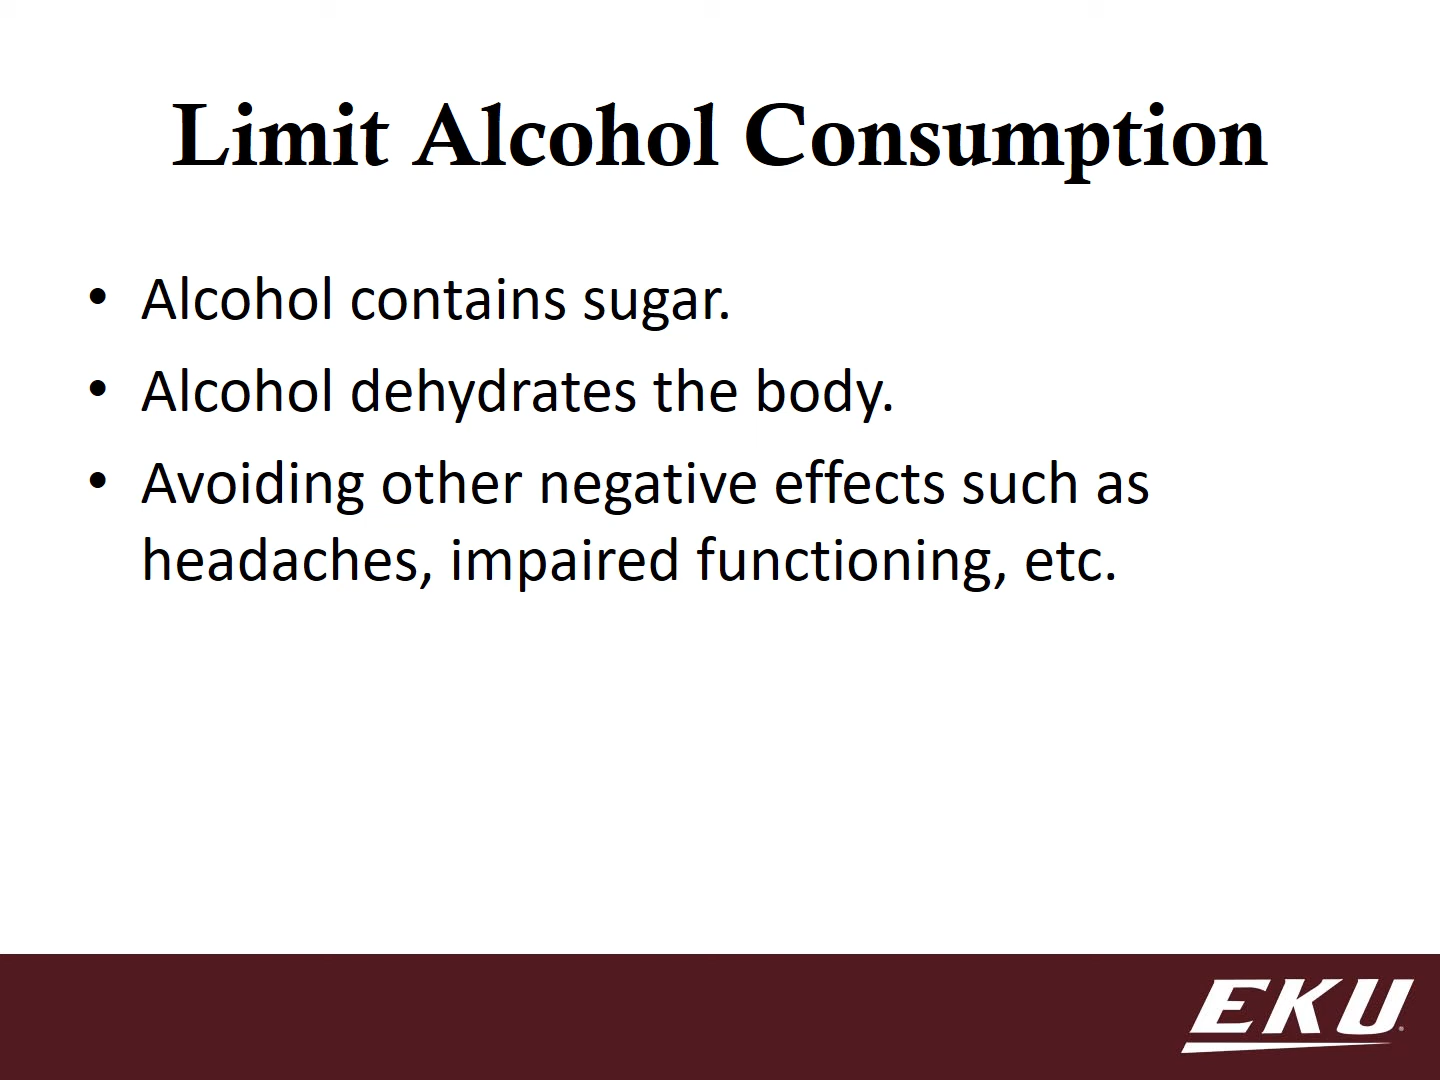 Limit Alcohol Consumption
• Alcohol contains sugar.
• Alcohol dehydrates the body.
• Avoiding other negative effects such as
headaches, impaired functioning, etc.
EKU